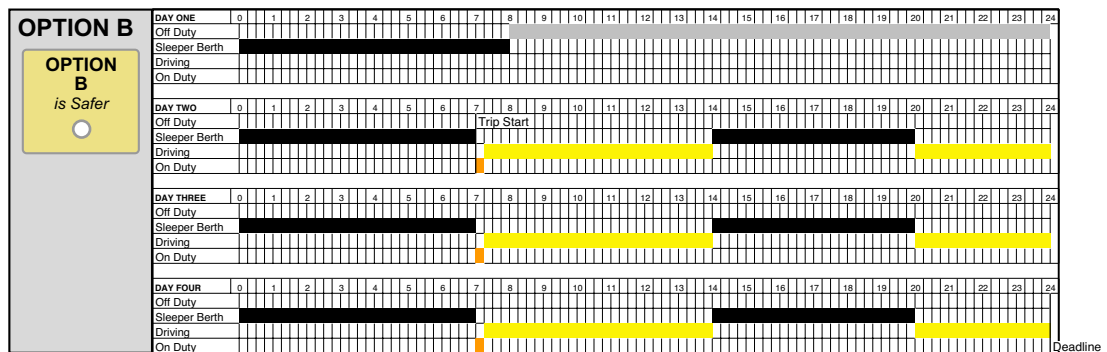 OPTION B
OPTION
B
is Safer
DAY ONE 0 1 2 3 4 5 6 7 8 9 10 11 12 13 14 15 16 17 18 19 20 21 22 23 24
Off Duty
Sleeper Berth
Driving
On Duty
DAY TWO 0 1 2 3 4 5 6 7 8 9 10 11 12 13 14 15 16 17 18 19 20 21 22 23 24
Off Duty Trip Start
Sleeper Berth
Driving
On Duty
DAY THREE 0 1 2 3 4 5 6 7 8 9 10 11 12 13 14 15 16 17 18 19 20 21 22 23 24
Off Duty
Sleeper Berth
Driving
On Duty
DAY FOUR 0 1 2 3 4 5 6 7 8 9 10 11 12 13 14 15 16 17 18 19 20 21 22 23 24
Off Duty
Sleeper Berth
Driving
On Duty Deadline